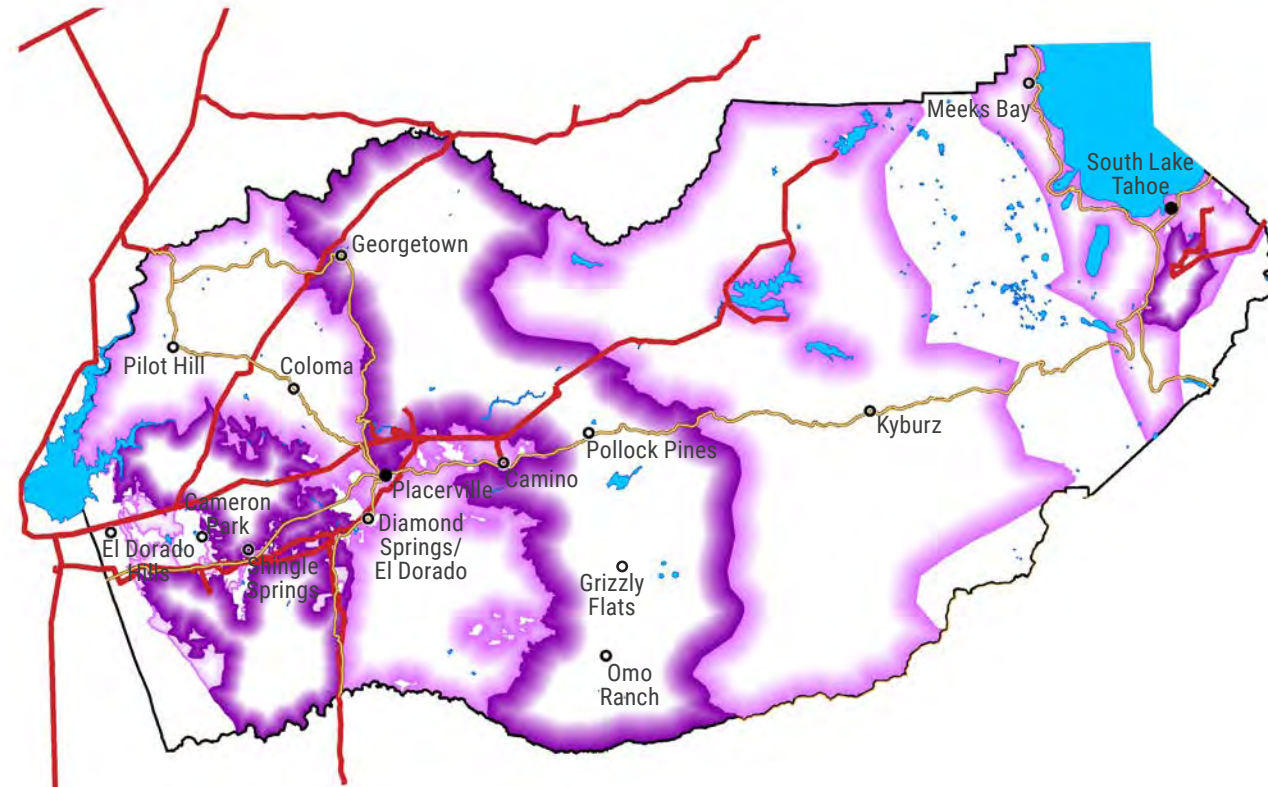 Meeks Bay
South Lake
Tahoe
Georgetown
Pilot Hill
Coloma
Kyburz
Pollock Pines
Camino
Placerville
Cameron
Park
El Dorado
Hills
Shingle
Springs
Diamond
Springs/
El Dorado
Grizzly
Flats
Omo
Ranch